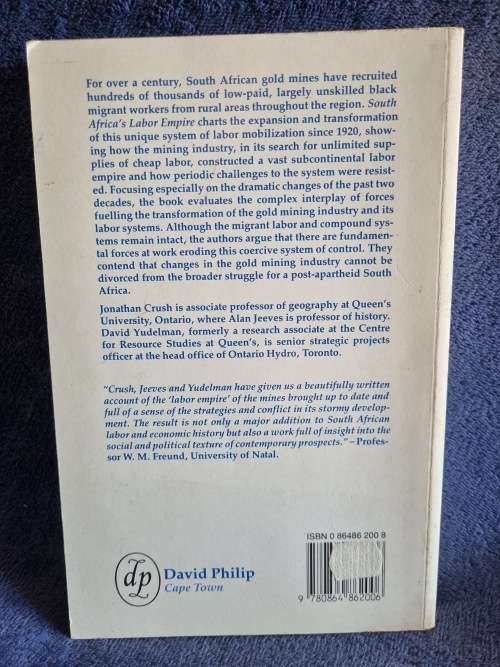 For over a century, South African gold mines have recruited
hundreds of thousands of low-paid, largely unskilled black
migrant workers from rural areas throughout the region. South
Africa's Labor Empire charts the expansion and transformation
of this unique system of labor mobilization since 1920, show-
ing how the mining industry, in its search for unlimited sup-
plies of cheap labor, constructed a vast subcontinental labor
empire and how periodic challenges to the system were resist-
ed. Focusing especially on the dramatic changes of the past two
decades, the book evaluates the complex interplay of forces
fuelling the transformation of the gold mining industry and its
labor systems. Although the migrant labor and compound sys-
tems remain intact, the authors argue that there are fundamen-
tal forces at work eroding this coercive system of control. They
contend that changes in the gold mining industry cannot be
divorced from the broader struggle for a post-apartheid South
Africa.
Jonathan Crush is associate professor of geography at Queen's
University, Ontario, where Alan Jeeves is professor of history.
David Yudelman, formerly a research associate at the Centre
for Resource Studies at Queen's, is senior strategic projects
officer at the head office of Ontario Hydro, Toronto.
"Crush, Jeeves and Yudelman have given us a beautifully written
account of the 'labor empire' of the mines brought up to date and
full of a sense of the strategies and conflict in its stormy develop-
ment. The result is not only a major addition to South African
labor and economic history but also a work full of insight into the
social and political texture of contemporary prospects." – Profes-
sor W. M. Freund, University of Natal.
ISBN 0 86486 200 8
9 780864 862006
dp
David Philip
Cape Town